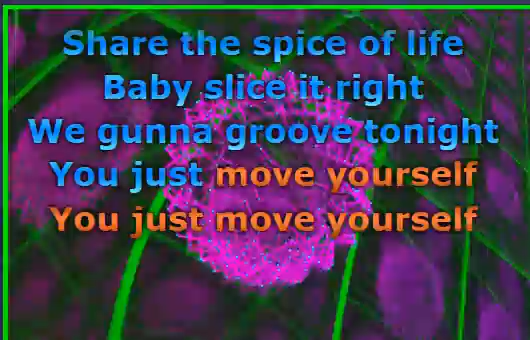 Share the spice of life
Baby slice it right
We gunna groove tonight
You just move yourself
You just move yourself